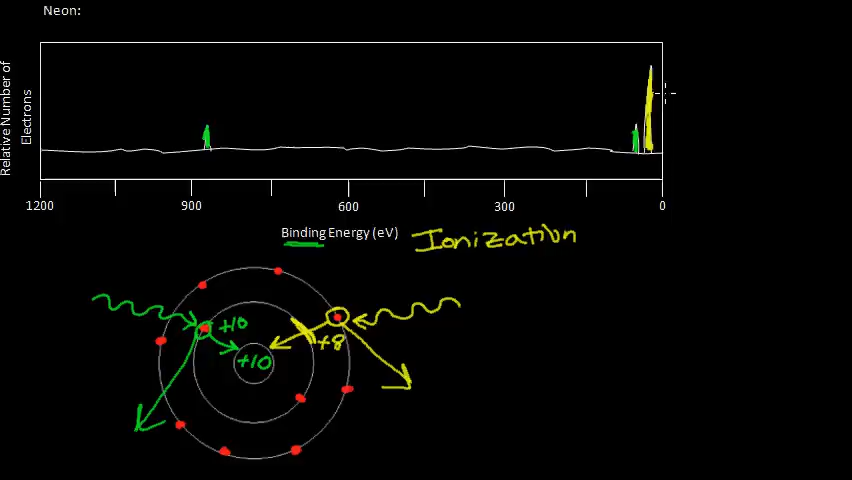 Neon:
Relative Number of
Electrons
1200 900 600 300 0
Binding Energy (eV) Ionization
+10
+8
+10